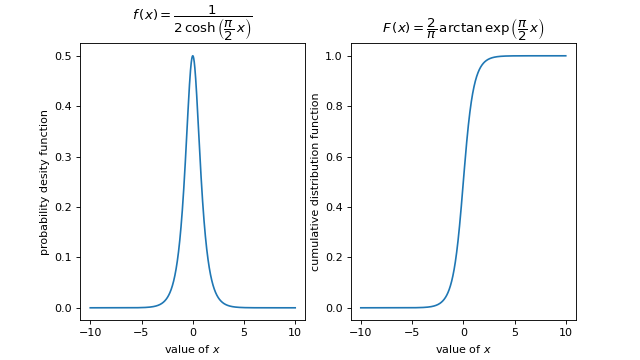 f(x) = 1 / (2 cosh(π/2 x))
0.5
0.4
0.3
0.2
0.1
0.0
probability desity function
−10 −5 0 5 10
value of x
F(x) = 2/π arctan exp(π/2 x)
1.0
0.8
0.6
0.4
0.2
0.0
cumulative distribution function
−10 −5 0 5 10
value of x